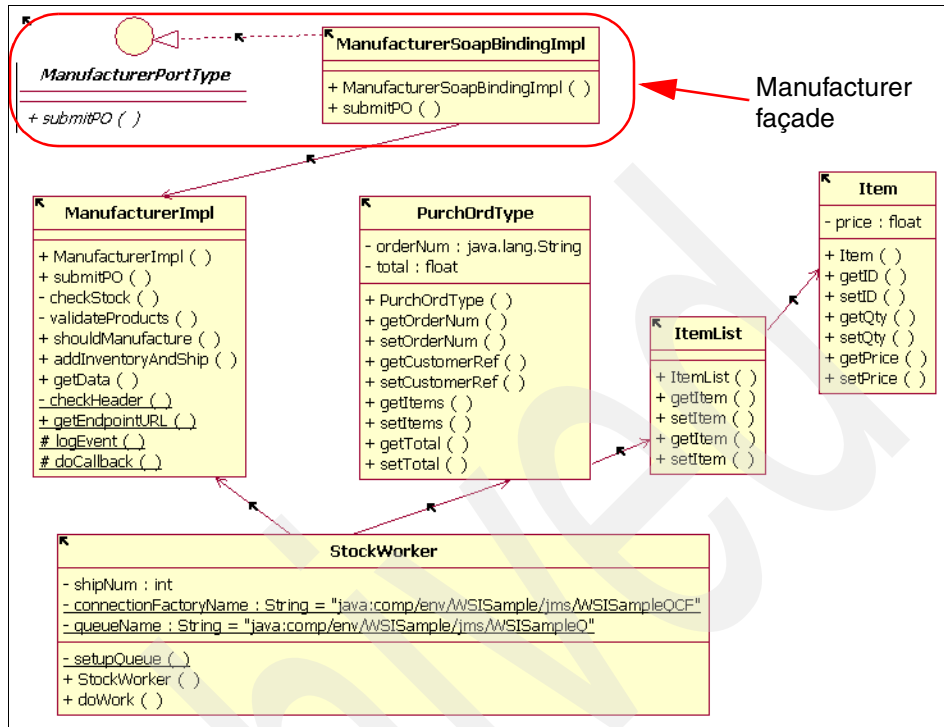 ManufacturerPortType
+ submitPO ( )
ManufacturerSoapBindingImpl
+ ManufacturerSoapBindingImpl ( )
+ submitPO ( )
Manufacturer
façade
ManufacturerImpl
+ ManufacturerImpl ( )
+ submitPO ( )
- checkStock ( )
- validateProducts ( )
+ shouldManufacture ( )
+ addInventoryAndShip ( )
+ getData ( )
- checkHeader ( )
+ getEndpointURL ( )
# logEvent ( )
# doCallback ( )
PurchOrdType
- orderNum : java.lang.String
- total : float
+ PurchOrdType ( )
+ getOrderNum ( )
+ setOrderNum ( )
+ getCustomerRef ( )
+ setCustomerRef ( )
+ getItems ( )
+ setItems ( )
+ getTotal ( )
+ setTotal ( )
ItemList
+ ItemList ( )
+ getItem ( )
+ setItem ( )
+ getItem ( )
+ setItem ( )
Item
- price : float
+ Item ( )
+ getID ( )
+ setID ( )
+ getQty ( )
+ setQty ( )
+ getPrice ( )
+ setPrice ( )
StockWorker
- shipNum : int
- connectionFactoryName : String = "java:comp/env/WSISample/jms/WSISampleQCF"
- queueName : String = "java:comp/env/WSISample/jms/WSISampleQ"
- setupQueue ( )
+ StockWorker ( )
+ doWork ( )